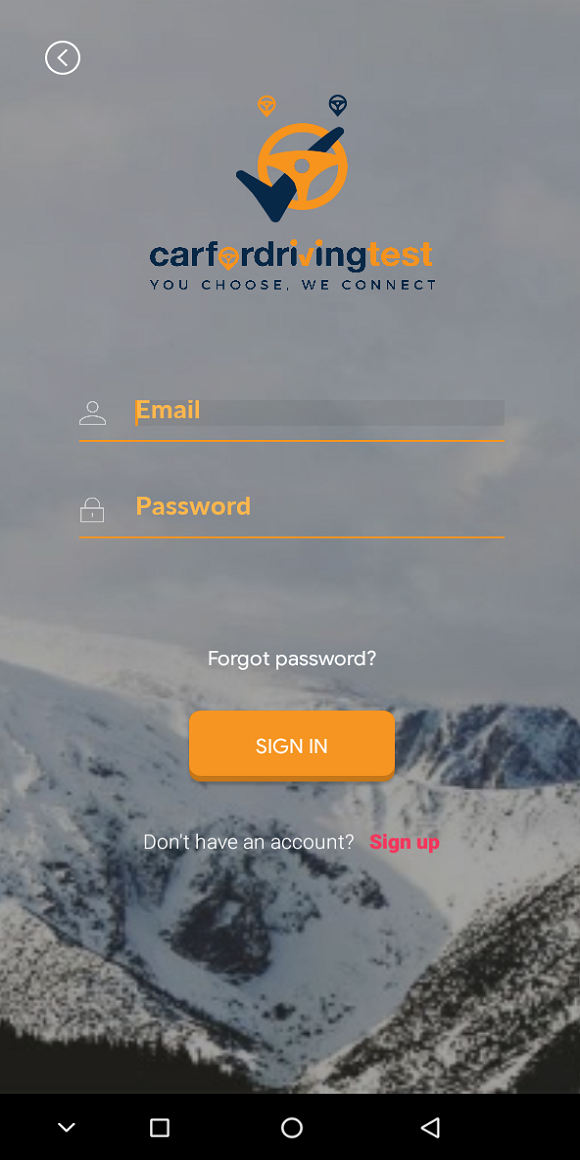 carfordrivingtest
YOU CHOOSE, WE CONNECT
Email
Password
Forgot password?
SIGN IN
Don't have an account? Sign up